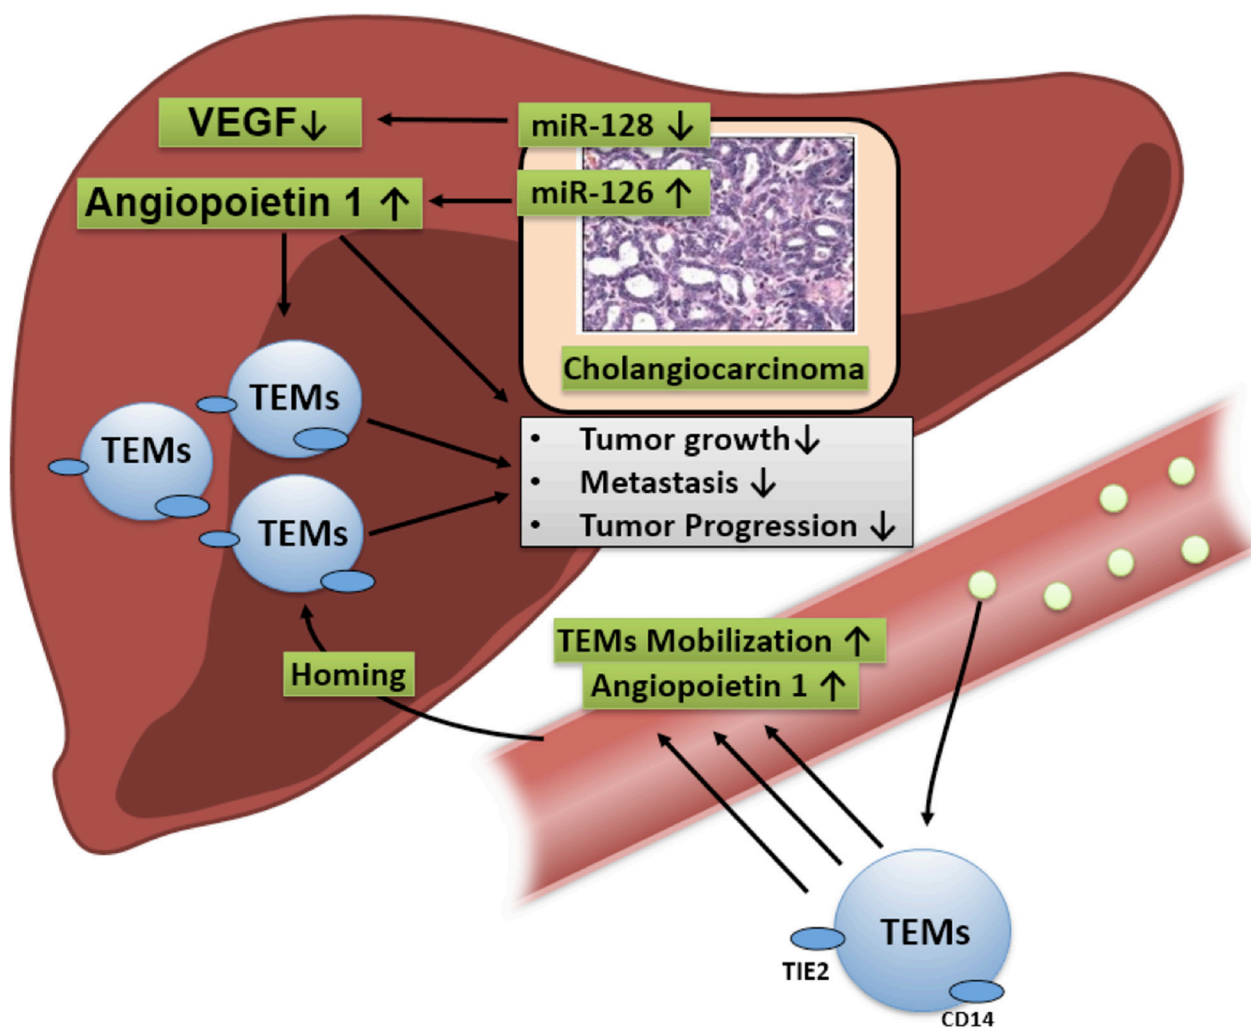 VEGF↓
miR-128 ↓
Angiopoietin 1 ↑
miR-126 ↑
Cholangiocarcinoma
TEMs
TEMs
TEMs
• Tumor growth↓
• Metastasis ↓
• Tumor Progression ↓
TEMs Mobilization ↑
Angiopoietin 1 ↑
Homing
TEMs
TIE2
CD14